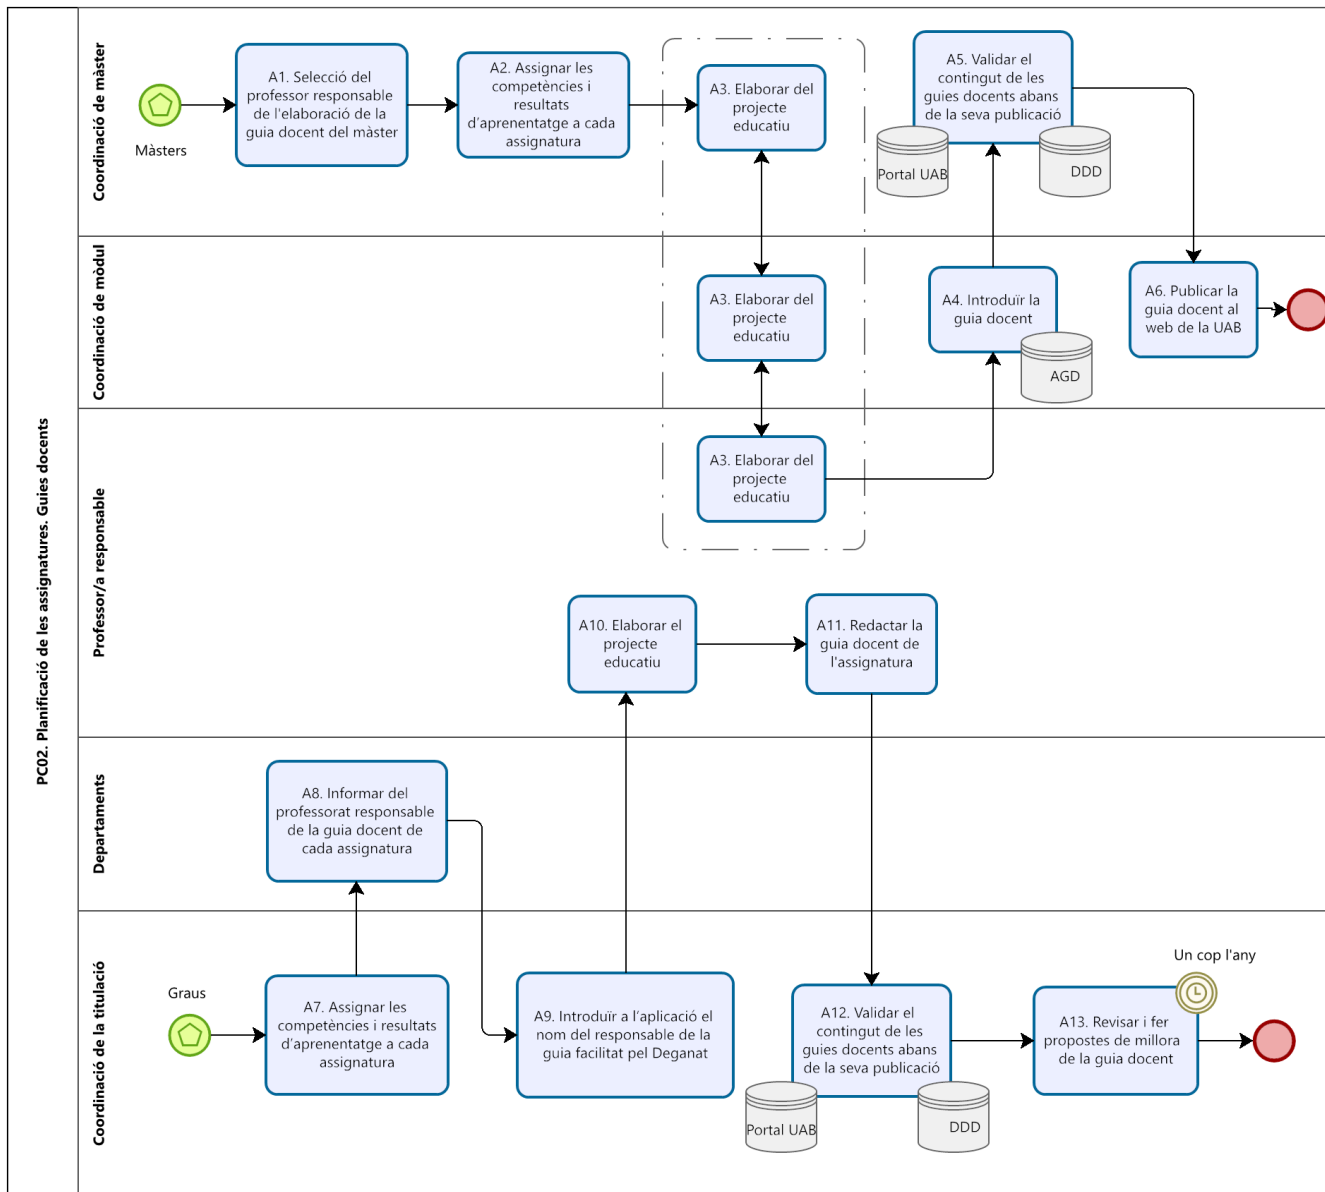 PC02. Planificació de les assignatures. Guies docents
Coordinació de màster
Màsters
A1. Selecció del
professor responsable
de l'elaboració de la
guia docent del màster
A2. Assignar les
competències i
resultats
d'aprenentatge a cada
assignatura
A3. Elaborar del
projecte
educatiu
A5. Validar el
contingut de les
guies docents abans
de la seva publicació
Portal UAB
DDD
Coordinació de mòdul
A3. Elaborar del
projecte
educatiu
A4. Introduïr la
guia docent
AGD
A6. Publicar la
guia docent al
web de la UAB
Professor/a responsable
A3. Elaborar del
projecte
educatiu
A10. Elaborar el
projecte
educatiu
A11. Redactar la
guia docent de
l'assignatura
Departaments
A8. Informar del
professorat responsable
de la guia docent de
cada assignatura
Coordinació de la titulació
Graus
A7. Assignar les
competències i resultats
d'aprenentatge a cada
assignatura
A9. Introduïr a l'aplicació el
nom del responsable de la
guia facilitat pel Deganat
A12. Validar el
contingut de les
guies docents abans
de la seva publicació
Portal UAB
DDD
Un cop l'any
A13. Revisar i fer
propostes de millora
de la guia docent